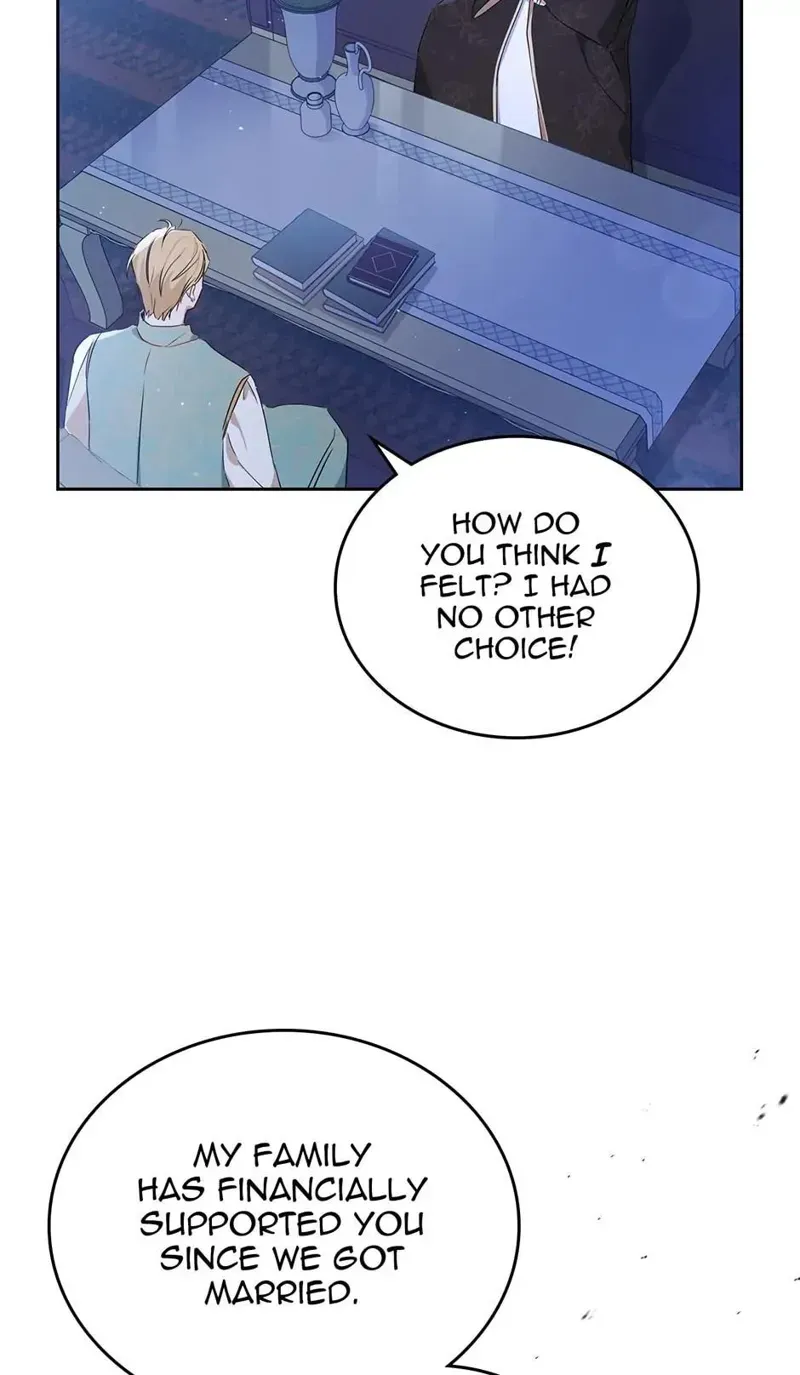 HOW DO
YOU THINK I
FELT? I HAD
NO OTHER
CHOICE!
MY FAMILY
HAS FINANCIALLY
SUPPORTED YOU
SINCE WE GOT
MARRIED.